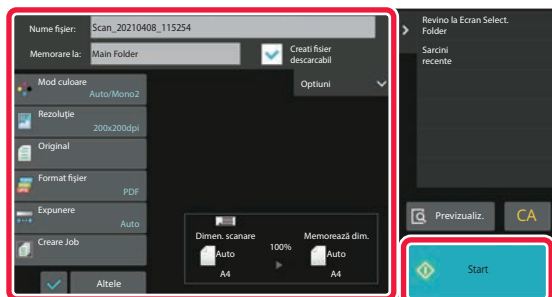 Nume fișier:
Scan_20210408_115254
Memorare la:
Main Folder
Creati fisier
descarcabil
Optiuni
Mod culoare
Auto/Mono2
Rezoluție
200x200dpi
Original
Format fișier
PDF
Expunere
Auto
Creare Job
Altele
Dimen. scanare
Auto
A4
100%
Memorează dim.
Auto
A4
Revino la Ecran Select.
Folder
Sarcini
recente
Previzualiz.
CA
Start